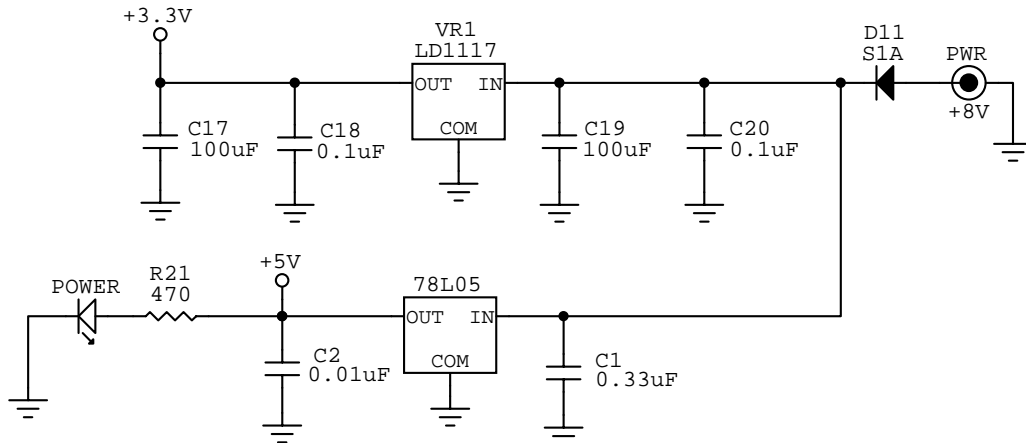 +3.3V
VR1
LD1117
D11
S1A
PWR
+8V
OUT IN
COM
C17
100uF
C18
0.1uF
C19
100uF
C20
0.1uF
POWER
R21
470
+5V
78L05
OUT IN
COM
C2
0.01uF
C1
0.33uF